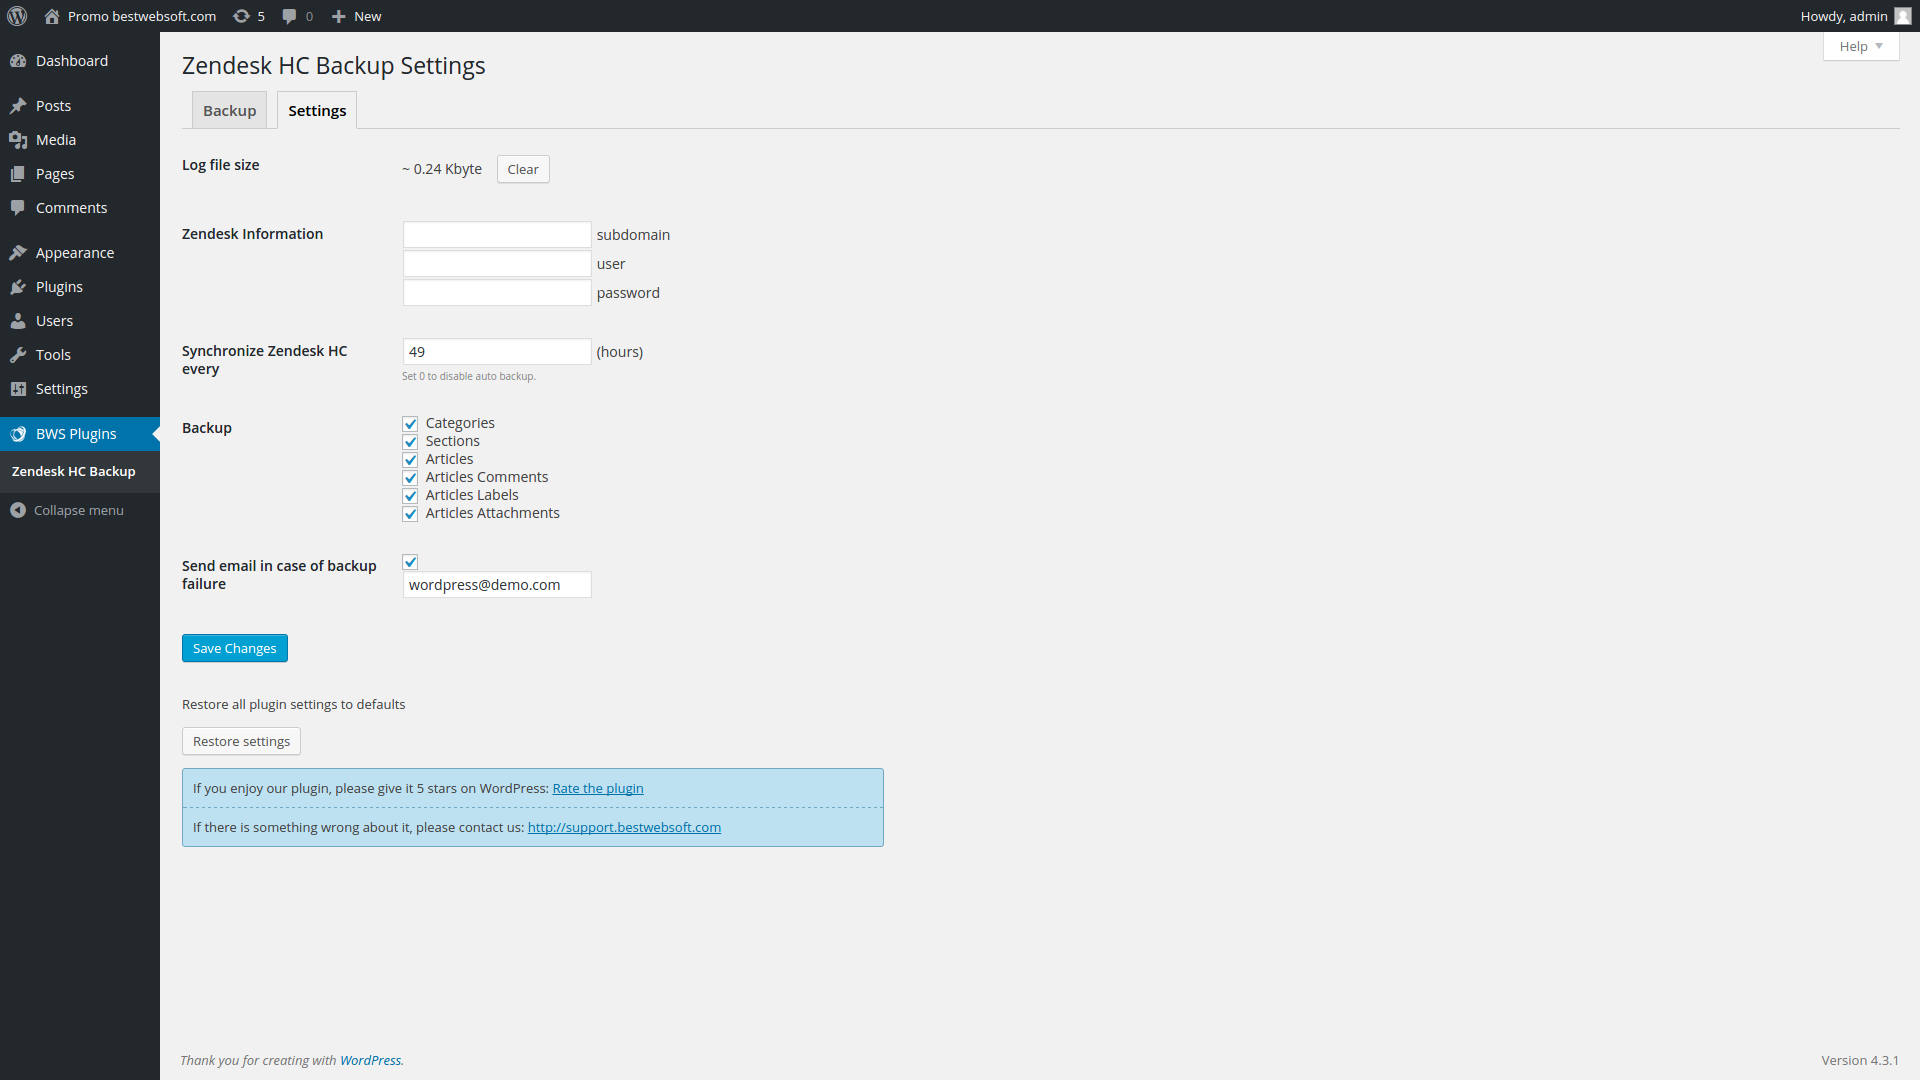 Promo bestwebsoft.com 5 0 New Howdy, admin
Help
Dashboard
Posts
Media
Pages
Comments
Appearance
Plugins
Users
Tools
Settings
BWS Plugins
Zendesk HC Backup
Collapse menu
Zendesk HC Backup Settings
Backup Settings
Log file size ~ 0.24 Kbyte Clear
Zendesk Information subdomain
user
password
Synchronize Zendesk HC
every
49 (hours)
Set 0 to disable auto backup.
Backup
Categories
Sections
Articles
Articles Comments
Articles Labels
Articles Attachments
Send email in case of backup
failure
wordpress@demo.com
Save Changes
Restore all plugin settings to defaults
Restore settings
If you enjoy our plugin, please give it 5 stars on WordPress: Rate the plugin
If there is something wrong about it, please contact us: http://support.bestwebsoft.com
Thank you for creating with WordPress. Version 4.3.1